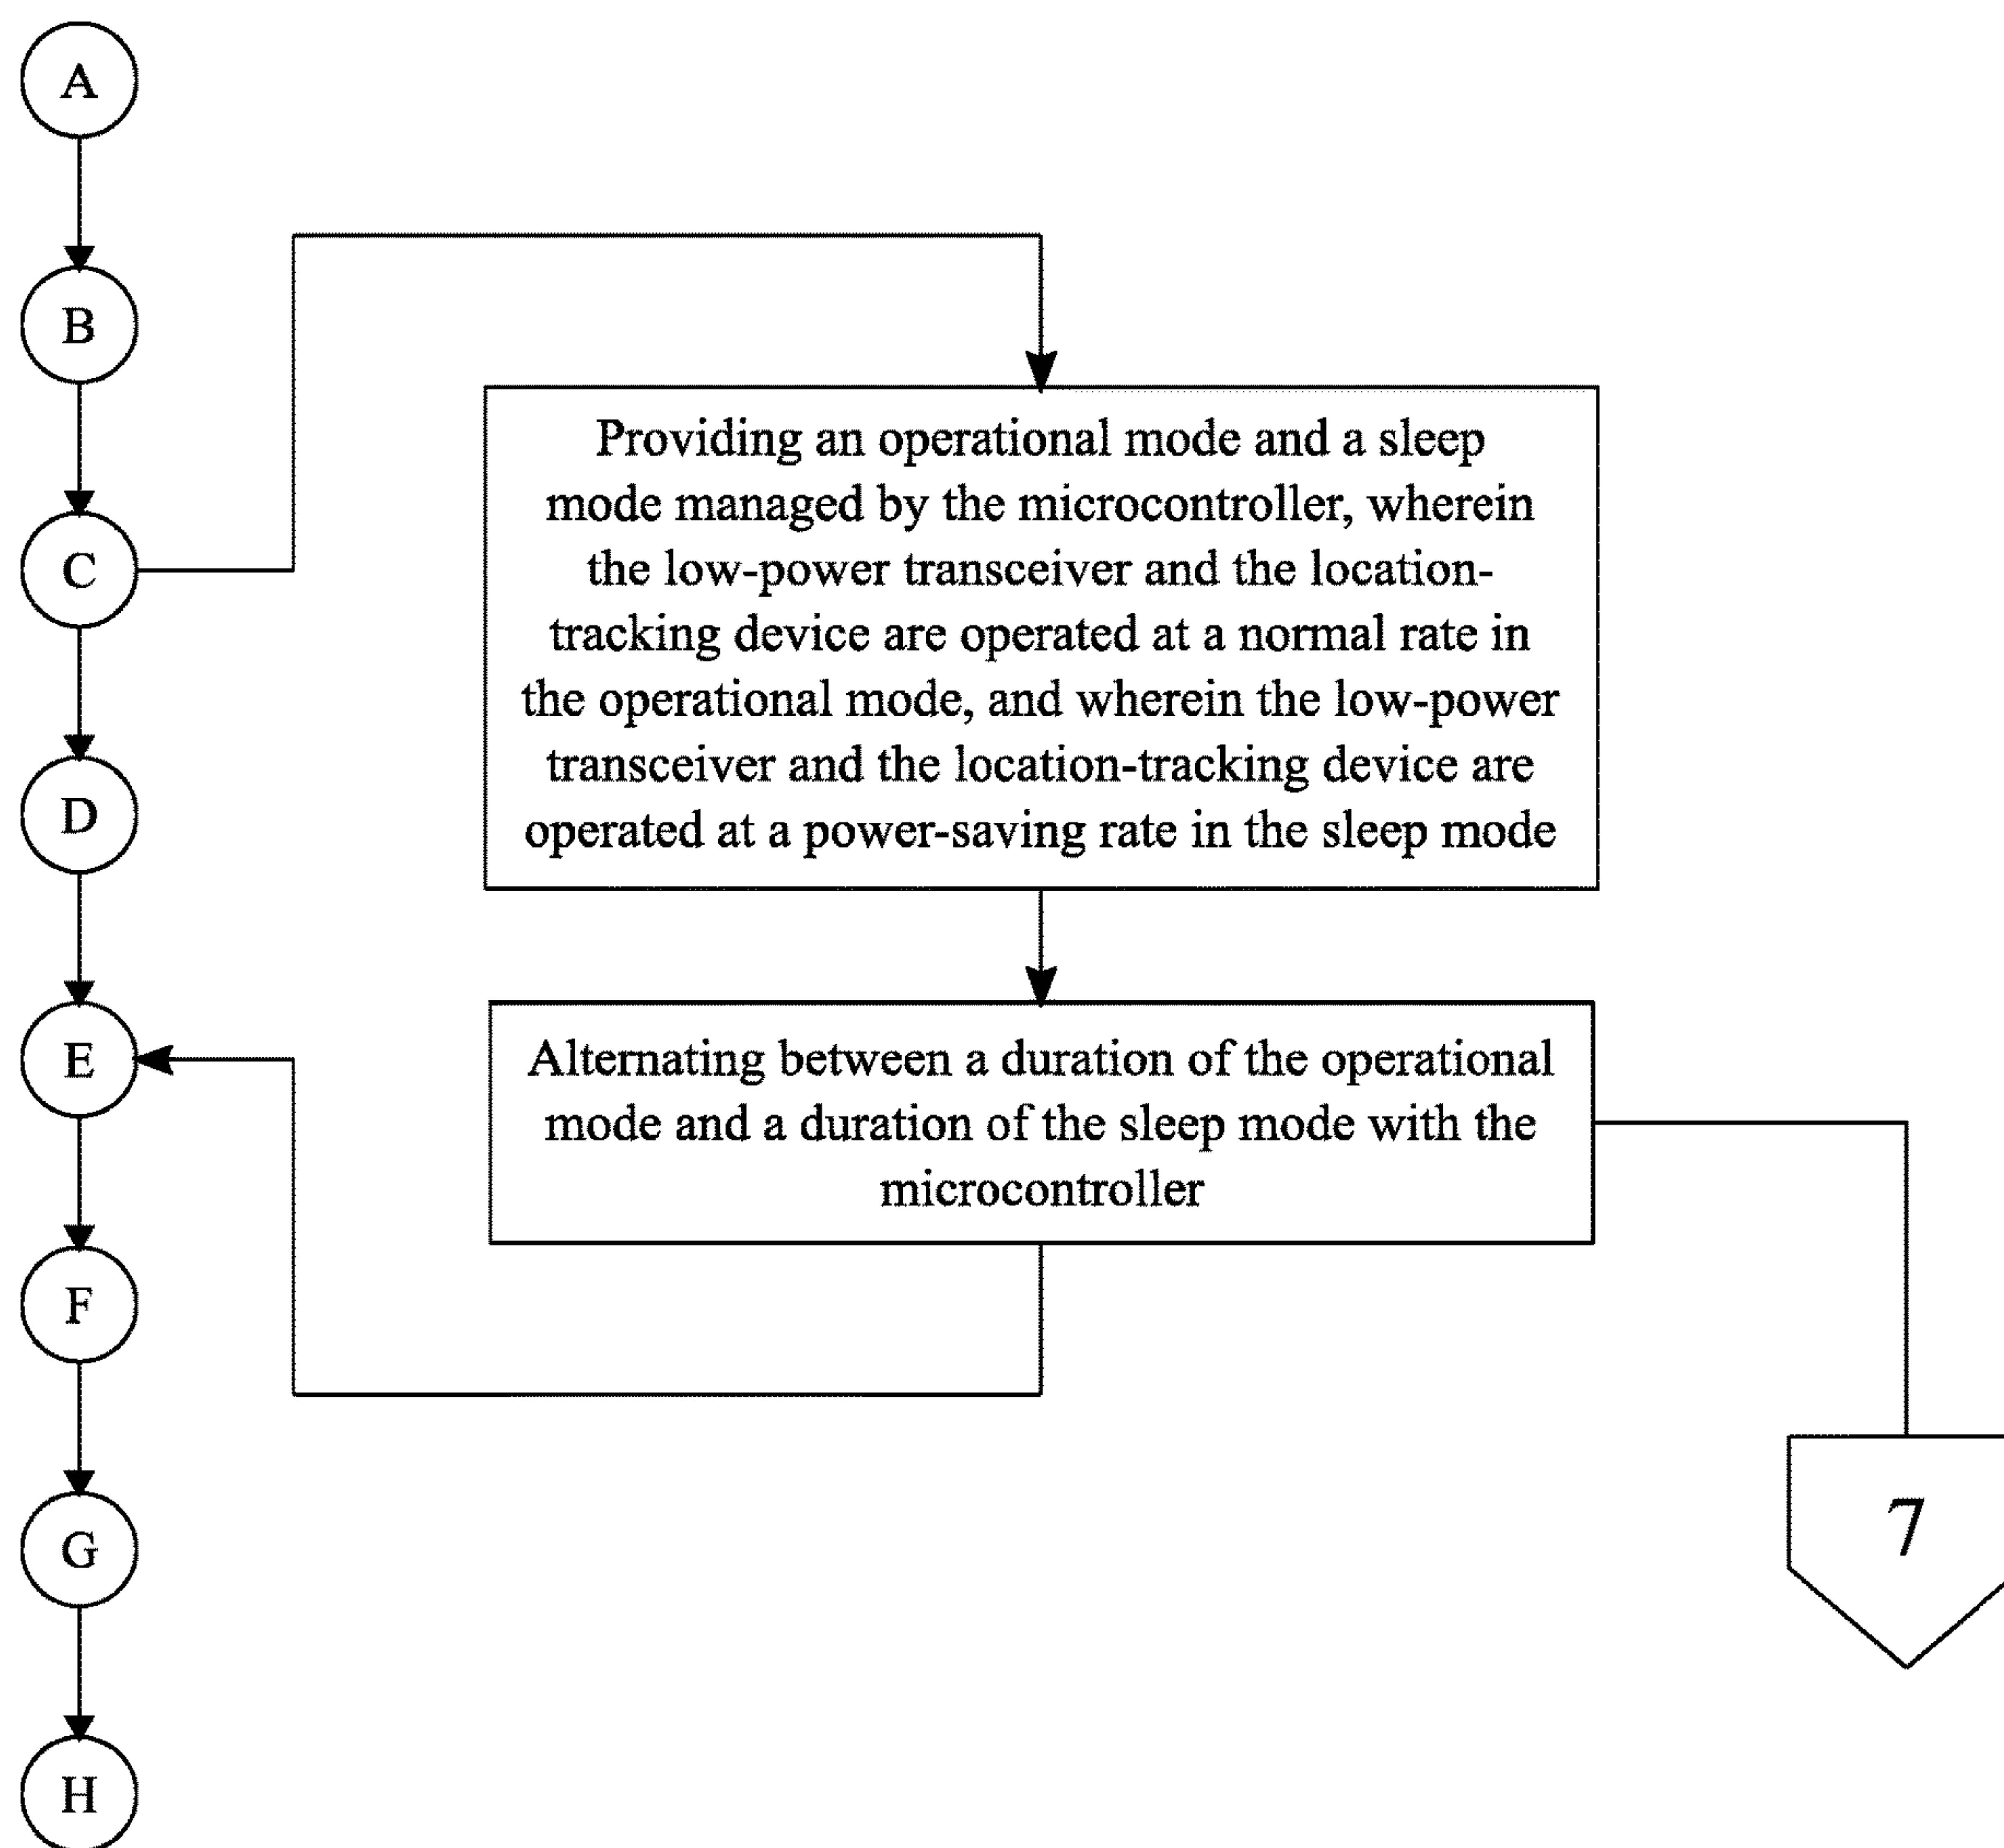 A
B
C
D
E
F
G
H
Providing an operational mode and a sleep
mode managed by the microcontroller, wherein
the low-power transceiver and the location-
tracking device are operated at a normal rate in
the operational mode, and wherein the low-power
transceiver and the location-tracking device are
operated at a power-saving rate in the sleep mode
Alternating between a duration of the operational
mode and a duration of the sleep mode with the
microcontroller
7